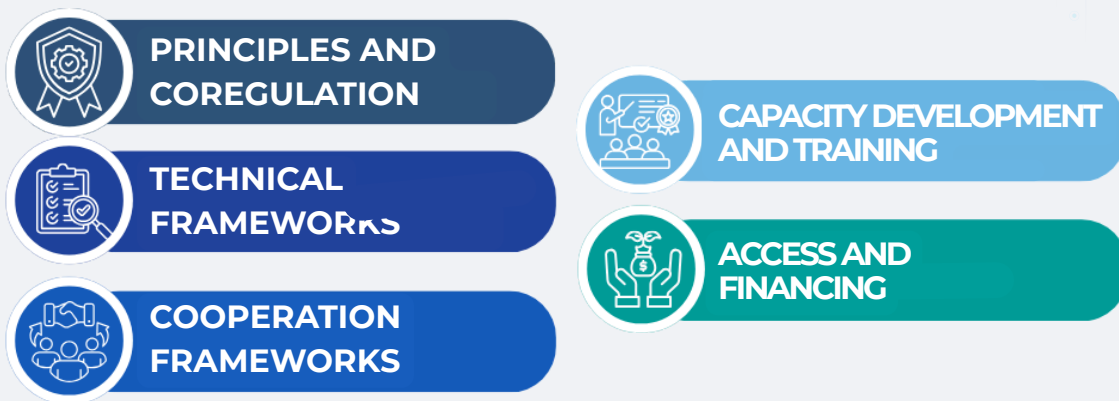 PRINCIPLES AND
COREGULATION
TECHNICAL
FRAMEWORKS
COOPERATION
FRAMEWORKS
CAPACITY DEVELOPMENT
AND TRAINING
ACCESS AND
FINANCING